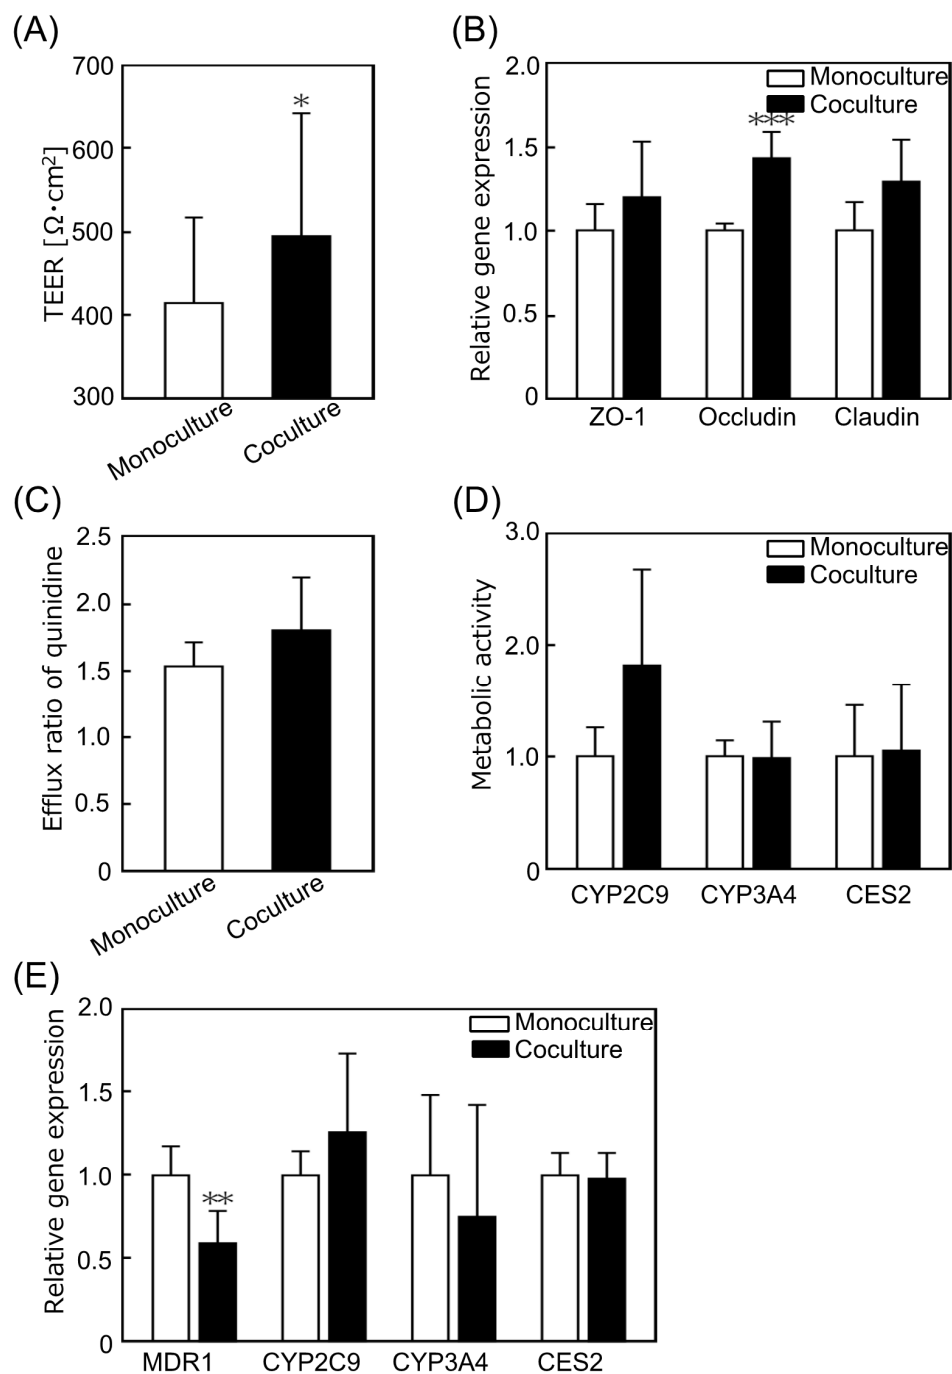 (A)
TEER [Ω·cm²]
700
600
500
400
300
*
Monoculture
Coculture
(B)
Relative gene expression
2.0
1.5
1.0
0.5
0
Monoculture
Coculture
***
ZO-1
Occludin
Claudin
(C)
Efflux ratio of quinidine
2.5
2.0
1.5
1.0
0.5
0
Monoculture
Coculture
(D)
Metabolic activity
3.0
2.0
1.0
0
Monoculture
Coculture
CYP2C9
CYP3A4
CES2
(E)
Relative gene expression
2.0
1.5
1.0
0.5
0
Monoculture
Coculture
**
MDR1
CYP2C9
CYP3A4
CES2